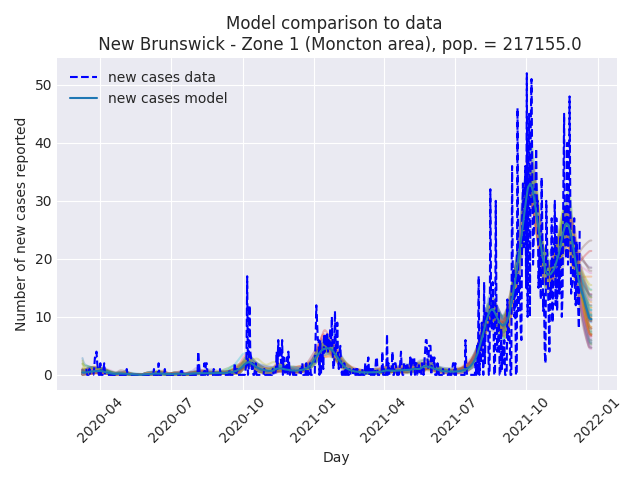 Model comparison to data
New Brunswick - Zone 1 (Moncton area), pop. = 217155.0
new cases data
new cases model
Number of new cases reported
50
40
30
20
10
0
2020-04
2020-07
2020-10
2021-01
2021-04
2021-07
2021-10
2022-01
Day